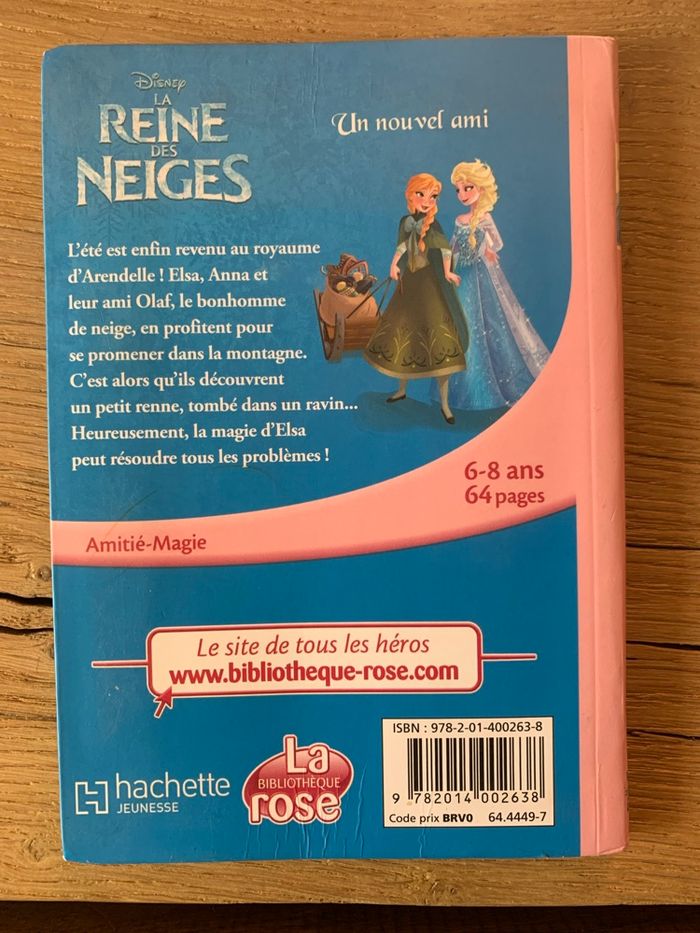 Disney
LA
REINE
DES
NEIGES
Un nouvel ami
L'été est enfin revenu au royaume
d'Arendelle ! Elsa, Anna et
leur ami Olaf, le bonhomme
de neige, en profitent pour
se promener dans la montagne.
C'est alors qu'ils découvrent
un petit renne, tombé dans un ravin...
Heureusement, la magie d'Elsa
peut résoudre tous les problèmes !
6-8 ans
64 pages
Amitié-Magie
Le site de tous les héros
www.bibliotheque-rose.com
hachette
JEUNESSE
La
BIBLIOTHÈQUE
rose
ISBN : 978-2-01-400263-8
9 782014 002638
Code prix BRV0 64.4449-7